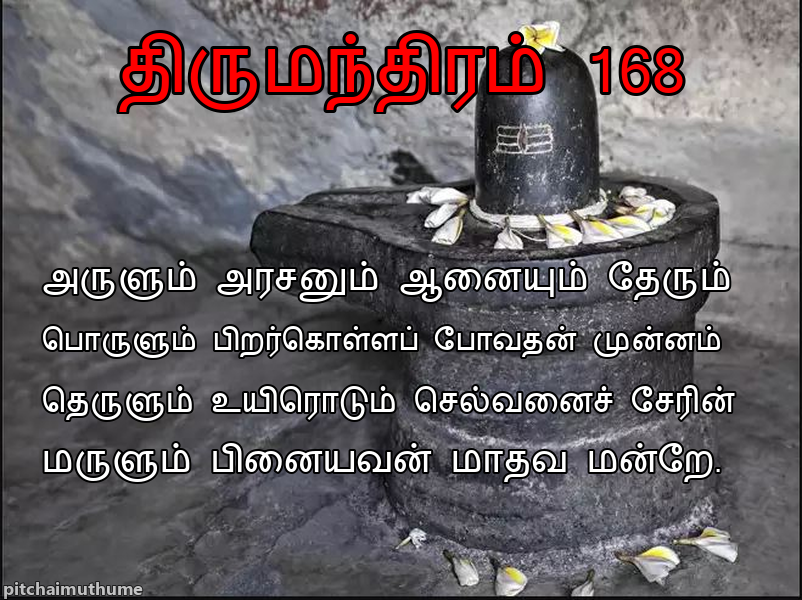 திருமந்திரம் 168
அருளும் அரசனும் ஆனையும் தேரும்
பொருளும் பிறர்கொள்ளப் போவதன் முன்னம்
தெருளும் உயிரொடும் செல்வனைச் சேரின்
மருளும் பினையவன் மாதவ மன்றே.
pitchaimuthume